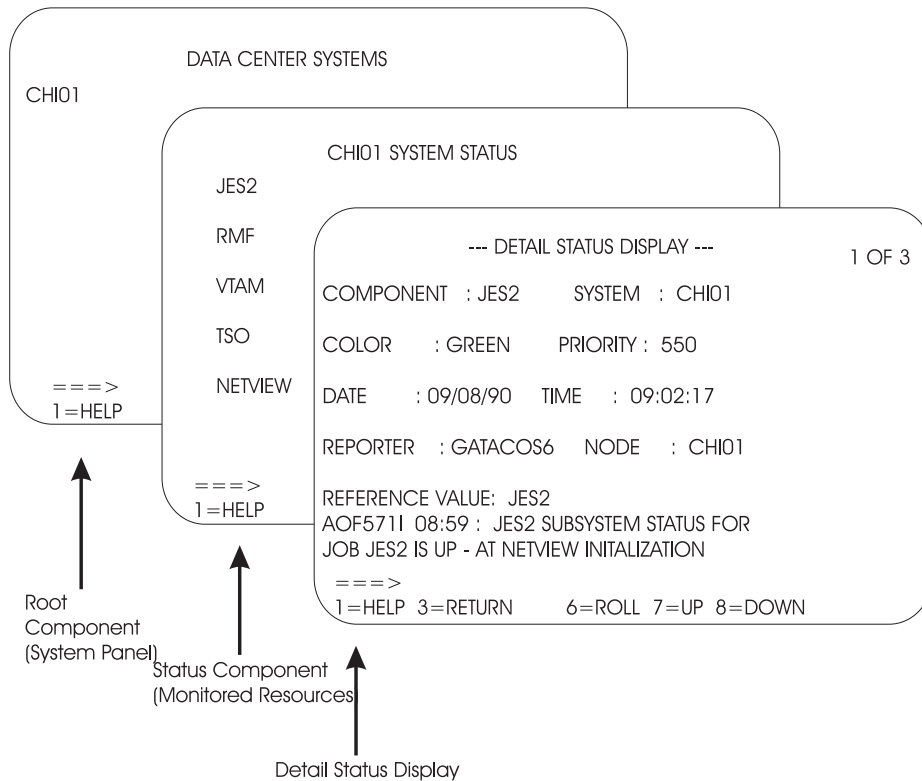 DATA CENTER SYSTEMS
CHI01
===>
1=HELP
CHI01 SYSTEM STATUS
JES2
RMF
VTAM
TSO
NETVIEW
===>
1=HELP
--- DETAIL STATUS DISPLAY ---
1 OF 3
COMPONENT : JES2 SYSTEM : CHI01
COLOR : GREEN PRIORITY : 550
DATE : 09/08/90 TIME : 09:02:17
REPORTER : GATACOS6 NODE : CHI01
REFERENCE VALUE: JES2
AOF571I 08:59 : JES2 SUBSYSTEM STATUS FOR
JOB JES2 IS UP - AT NETVIEW INITALIZATION
===>
1=HELP 3=RETURN 6=ROLL 7=UP 8=DOWN
Root
Component
(System Panel)
Status Component
(Monitored Resources)
Detail Status Display